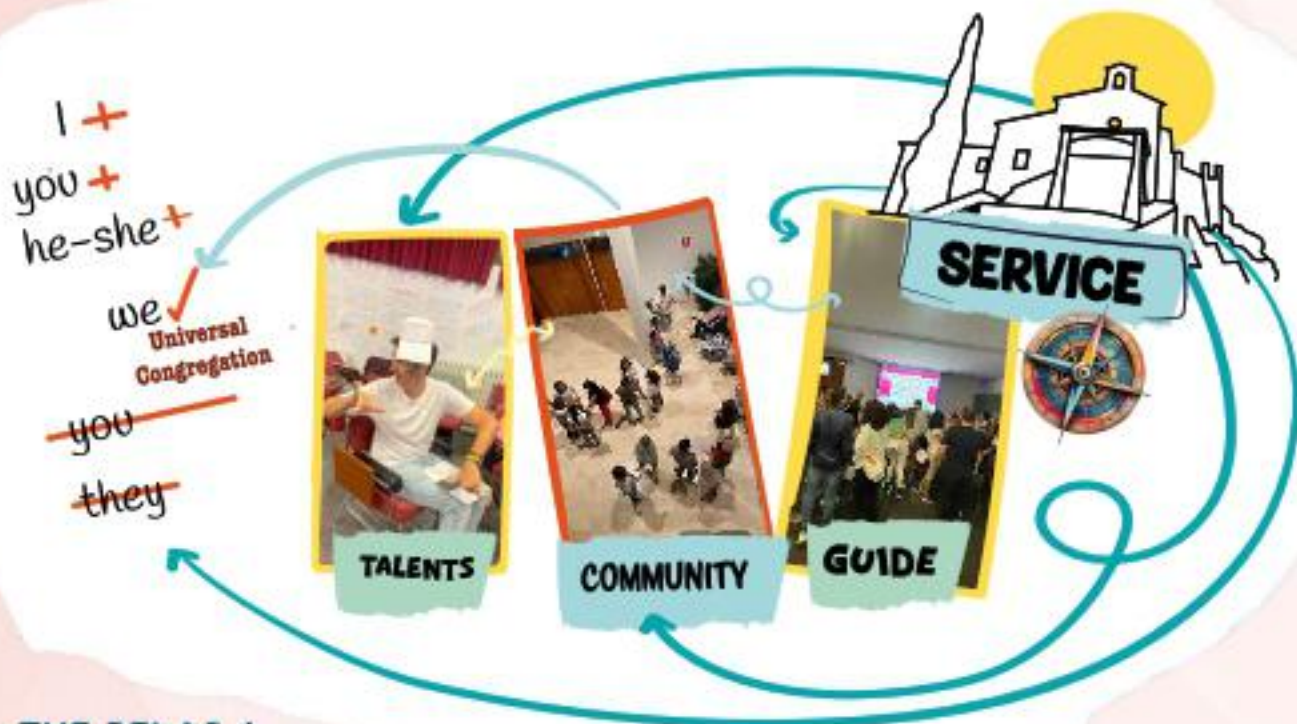 I +
you +
he-she +
we
Universal
Congregation
you
they
SERVICE
TALENTS
COMMUNITY
GUIDE